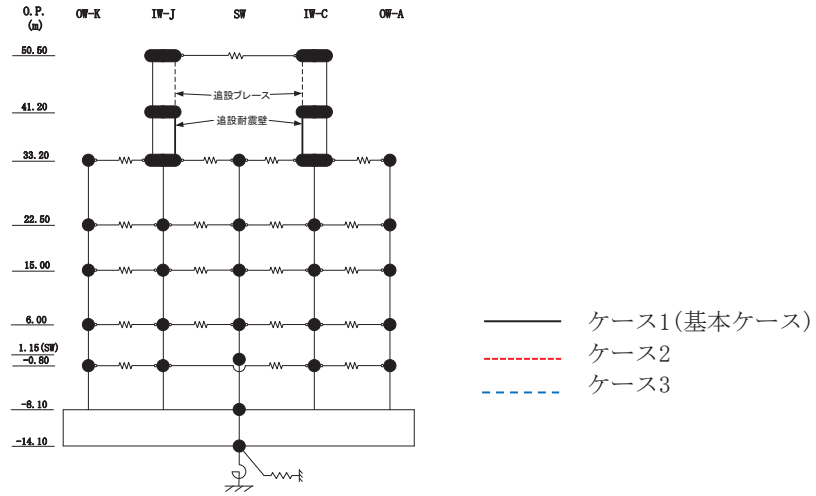 O.P.
(m)
OW-K
IW-J
SW
IW-C
OW-A
50.50
追設ブレース
41.20
追設耐震壁
33.20
22.50
15.00
6.00
1.15(SW)
-0.80
-8.10
-14.10
ケース1(基本ケース)
ケース2
ケース3